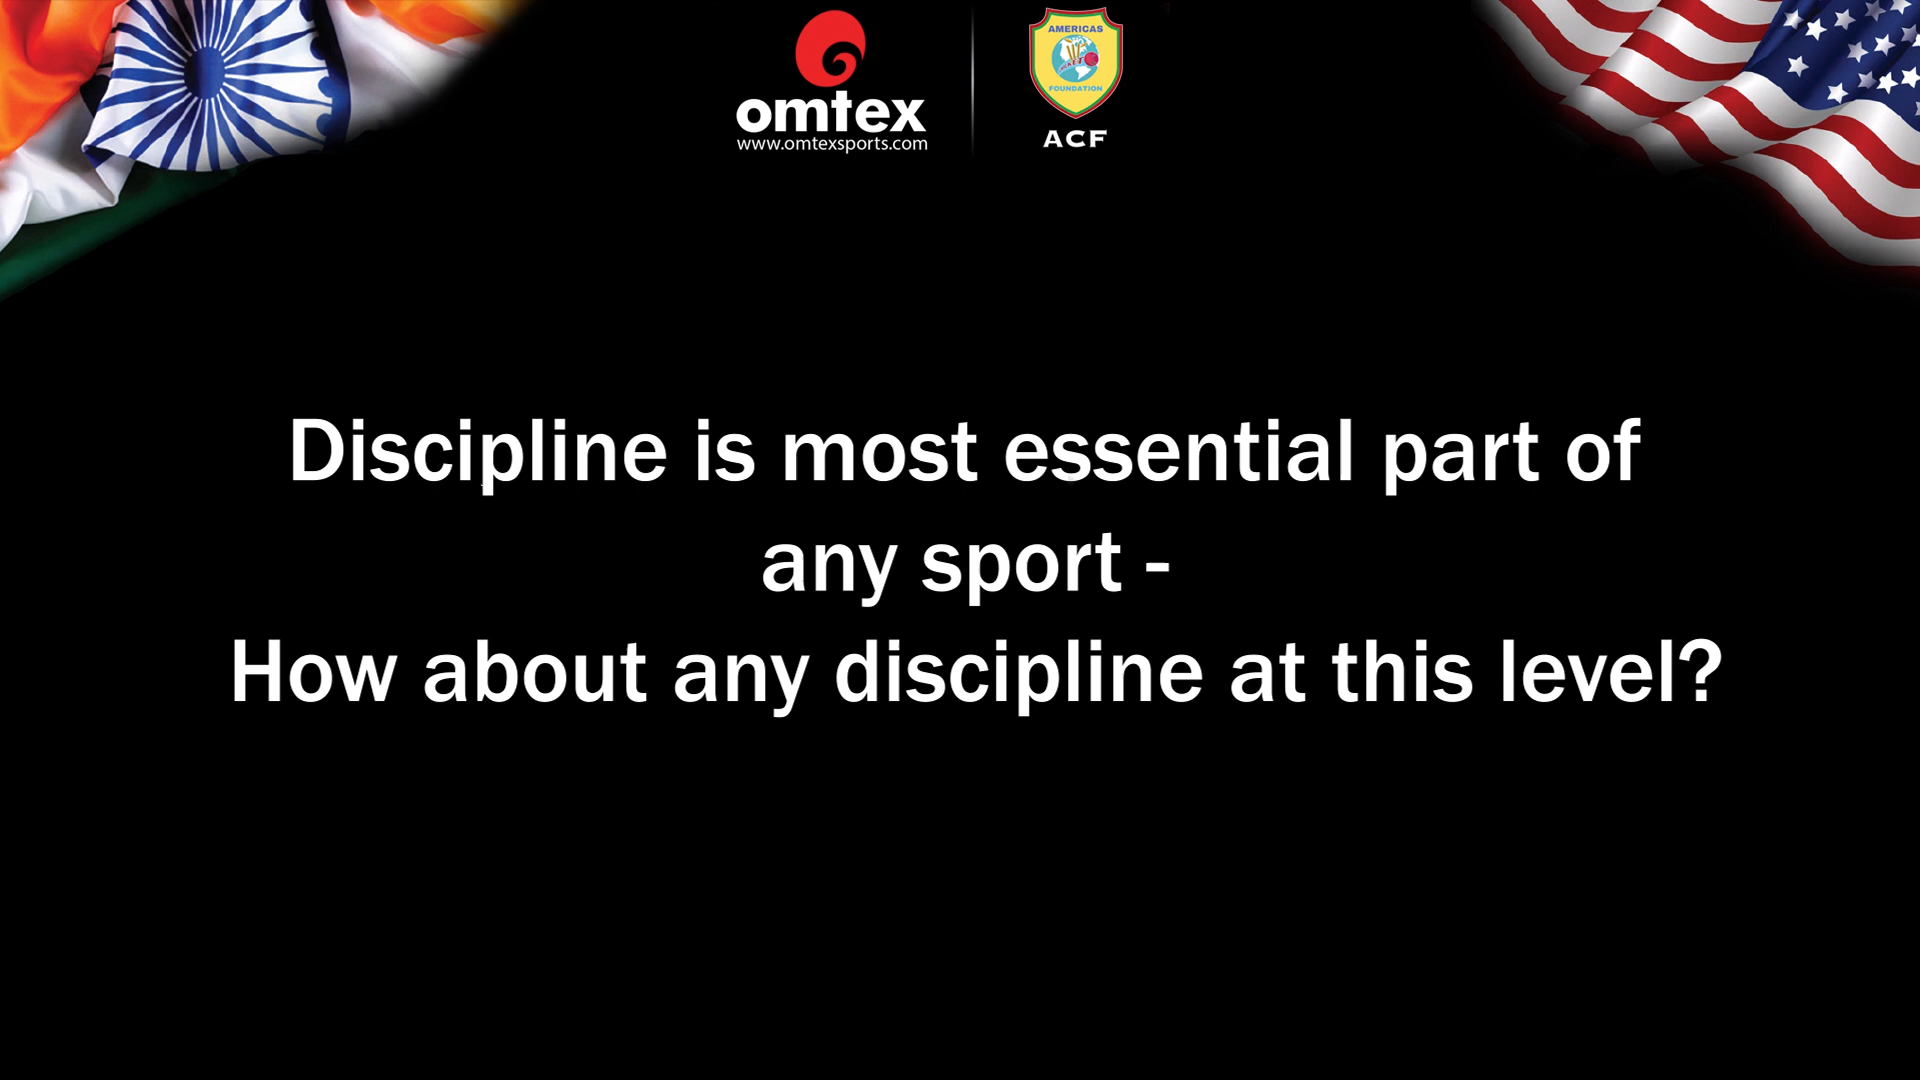 omtex
www.omtexsports.com
AMERICAS
FOUNDATION
ACF
Discipline is most essential part of
any sport -
How about any discipline at this level?